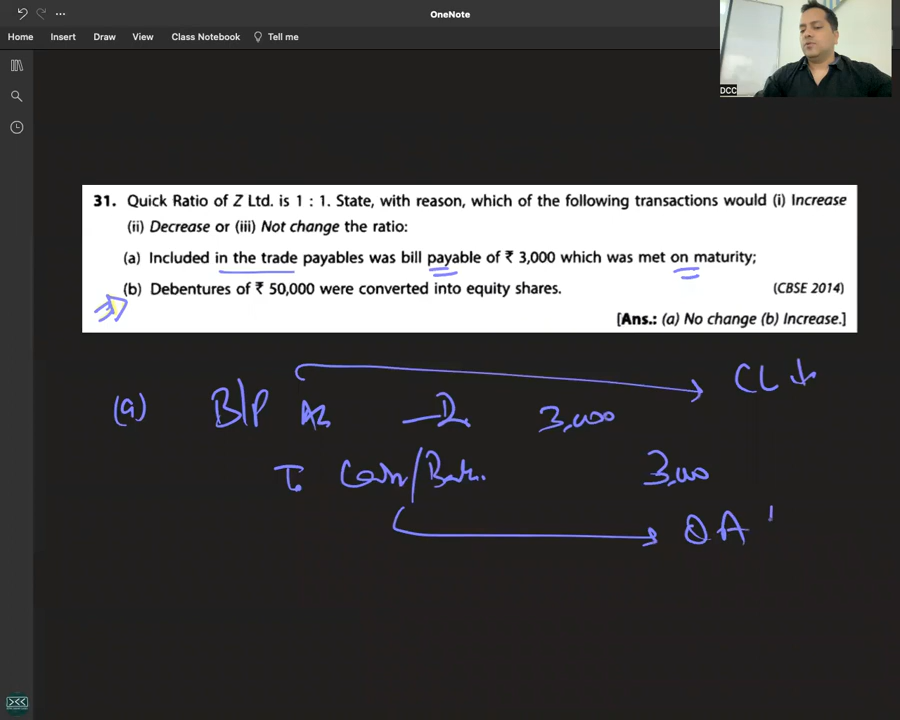 OneNote
Home Insert Draw View Class Notebook Tell me
DCC
31. Quick Ratio of Z Ltd. is 1 : 1. State, with reason, which of the following transactions would (i) Increase
(ii) Decrease or (iii) Not change the ratio:
(a) Included in the trade payables was bill payable of ₹ 3,000 which was met on maturity;
(b) Debentures of ₹ 50,000 were converted into equity shares. (CBSE 2014)
[Ans.: (a) No change (b) Increase.]
CL ↓
(a) B/P A/c — D. 3,000
To Cash/Bank. 3,000
QA